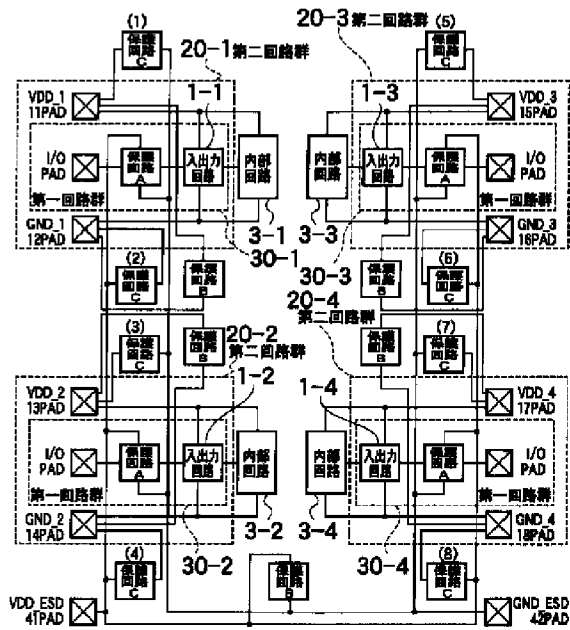 (1)
保護回路C
20-1 第二回路群
1-1
VDD_1
11PAD
I/O
PAD
保護回路A
入出力回路
内部回路
第一回路群
GND_1
12PAD
3-1
30-1
(2)
保護回路C
保護回路B
(5)
保護回路C
20-3 第二回路群
1-3
VDD_3
15PAD
内部回路
入出力回路
保護回路A
I/O
PAD
第一回路群
GND_3
16PAD
3-3
30-3
(6)
保護回路C
保護回路B
(3)
保護回路C
保護回路B
20-2
第二回路群
1-2
VDD_2
13PAD
I/O
PAD
保護回路A
入出力回路
内部回路
第一回路群
GND_2
14PAD
3-2
30-2
(4)
保護回路C
20-4
第二回路群
保護回路B
(7)
保護回路C
1-4
VDD_4
17PAD
内部回路
入出力回路
保護回路A
I/O
PAD
第一回路群
GND_4
18PAD
3-4
30-4
(8)
保護回路C
保護回路B
VDD_ESD
41PAD
GND_ESD
42PAD